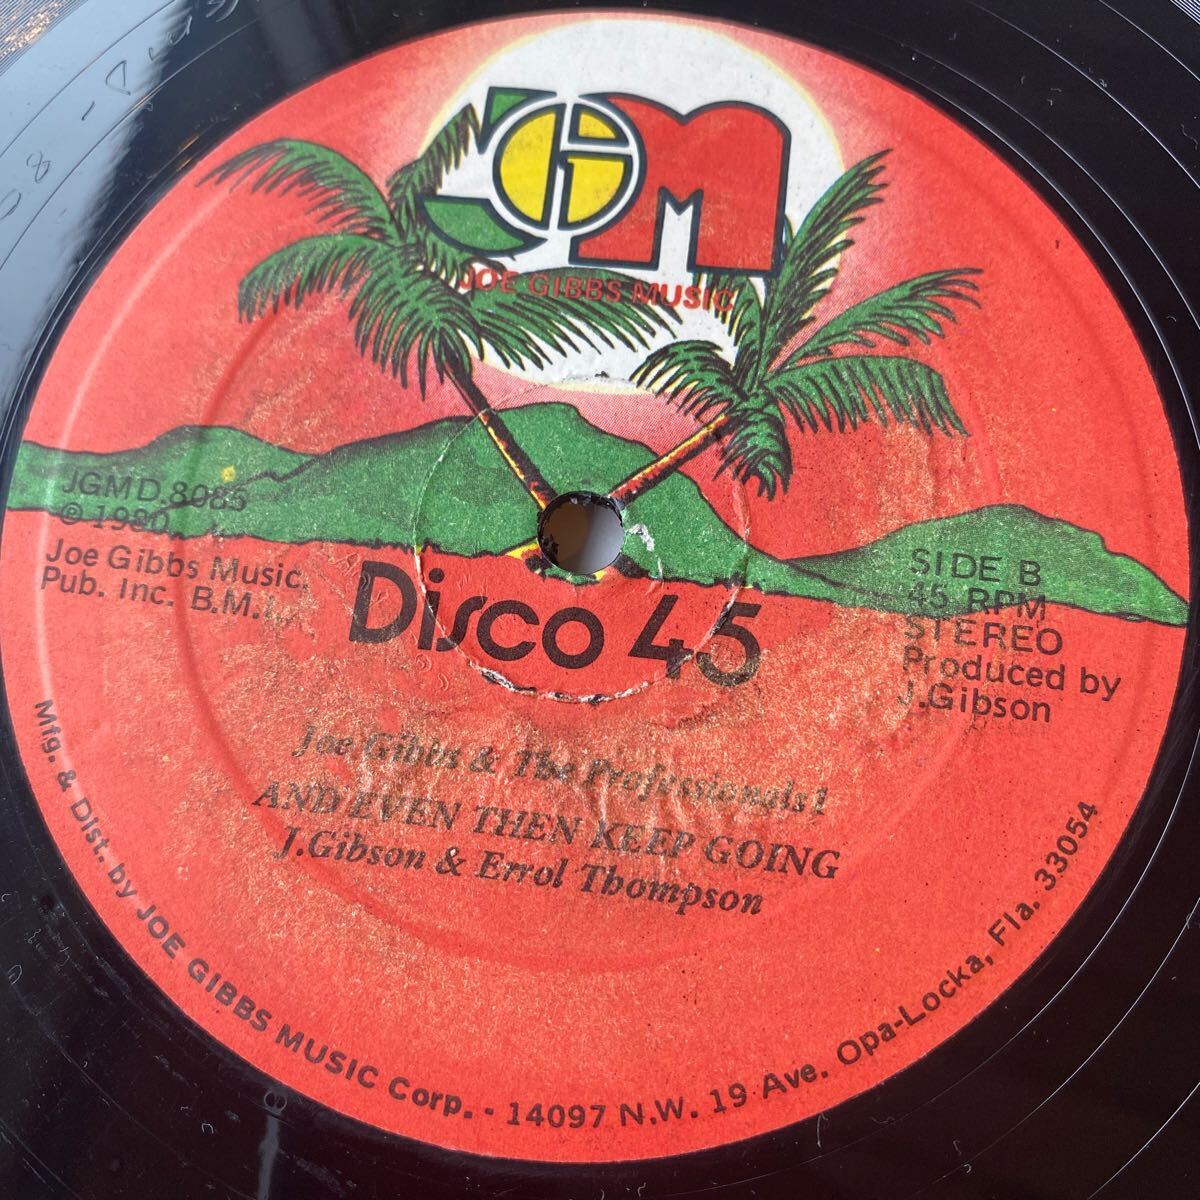 JGM
JOE GIBBS MUSIC
JGMD.8085
© 1980
Joe Gibbs Music.
Pub. Inc. B.M.I.
SIDE B
45 RPM
STEREO
Produced by
J.Gibson
Disco 45
Joe Gibbs & The Professionals!
AND EVEN THEN KEEP GOING
J.Gibson & Errol Thompson
Mfg. & Dist. by JOE GIBBS MUSIC Corp. - 14097 N.W. 19 Ave. Opa-Locka, Fla. 33054